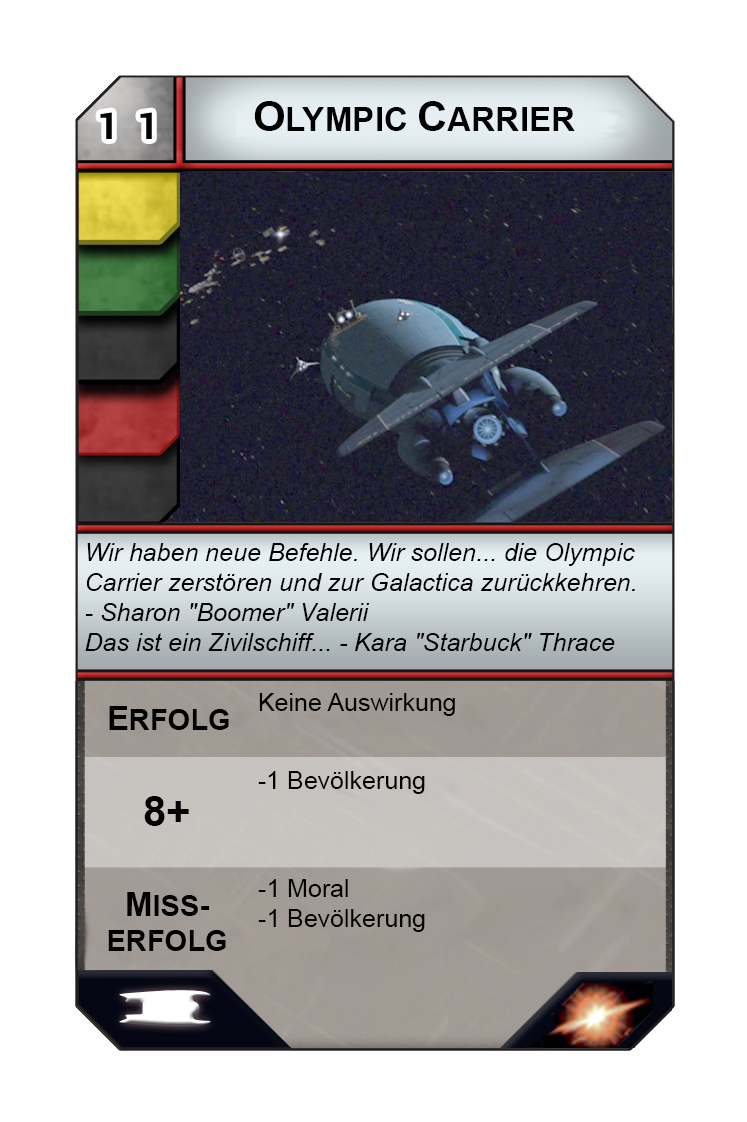 11
OLYMPIC CARRIER
Wir haben neue Befehle. Wir sollen... die Olympic
Carrier zerstören und zur Galactica zurückkehren.
- Sharon "Boomer" Valerii
Das ist ein Zivilschiff... - Kara "Starbuck" Thrace
ERFOLG
Keine Auswirkung
8+
-1 Bevölkerung
MISS-
ERFOLG
-1 Moral
-1 Bevölkerung